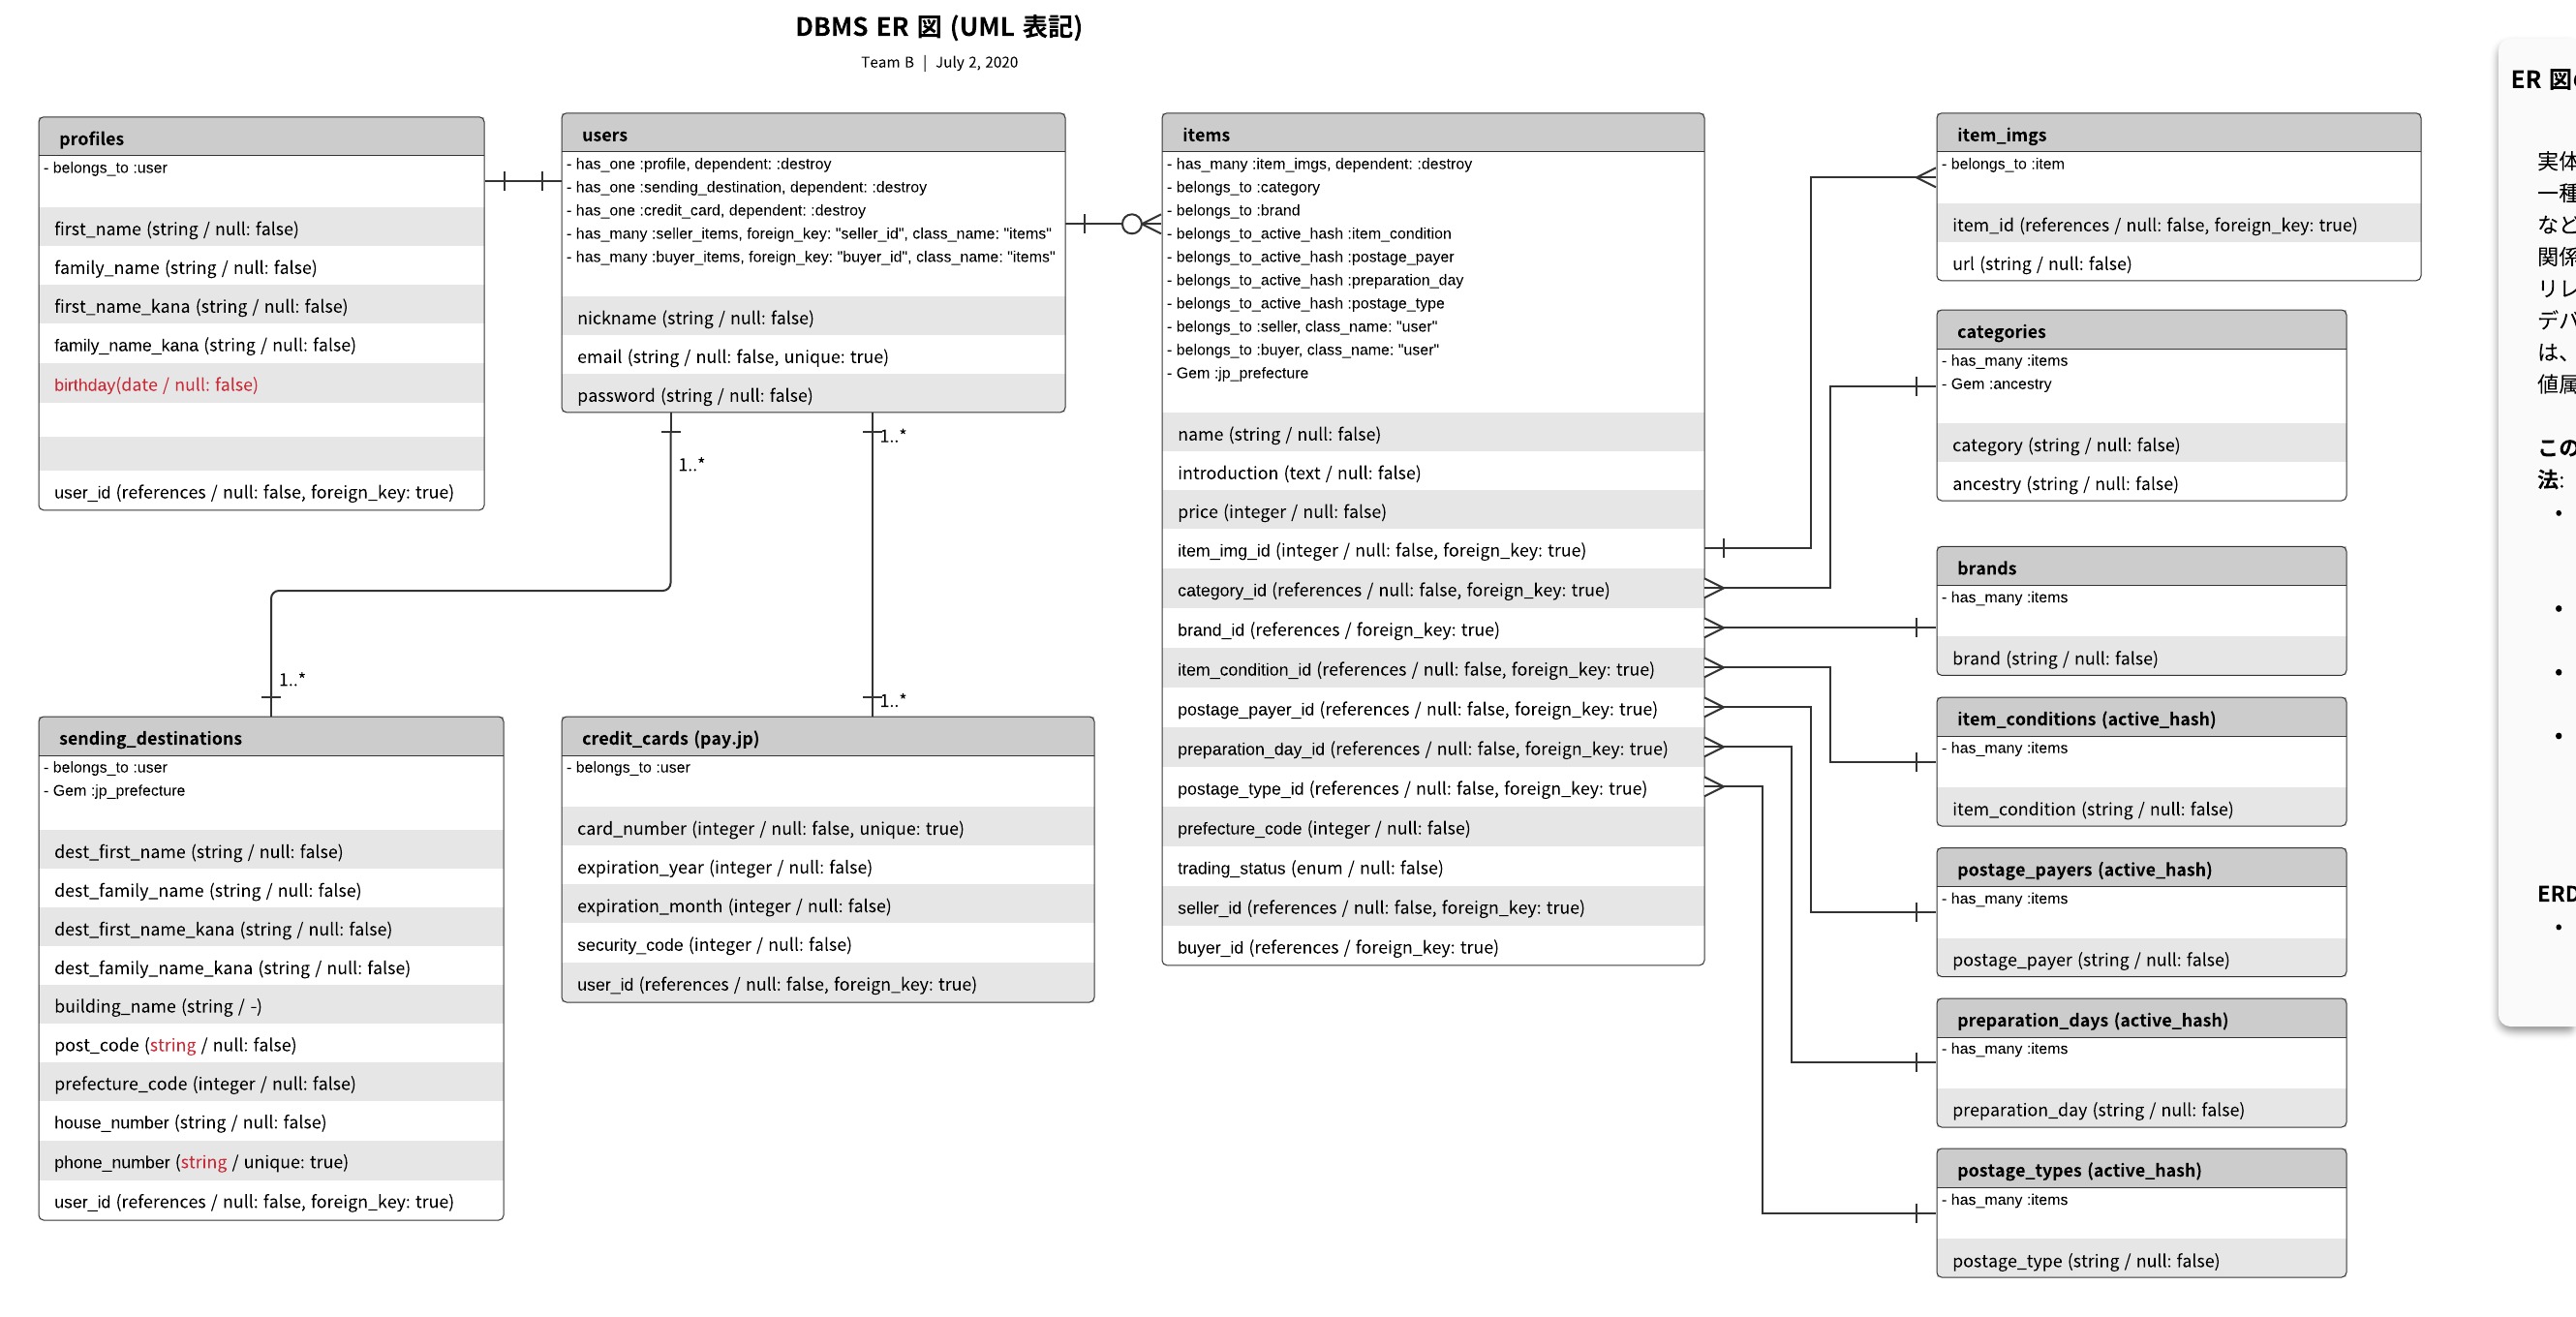 DBMS ER 図 (UML 表記)
Team B | July 2, 2020
profiles
- belongs_to :user
first_name (string / null: false)
family_name (string / null: false)
first_name_kana (string / null: false)
family_name_kana (string / null: false)
birthday(date / null: false)
user_id (references / null: false, foreign_key: true)
users
- has_one :profile, dependent: :destroy
- has_one :sending_destination, dependent: :destroy
- has_one :credit_card, dependent: :destroy
- has_many :seller_items, foreign_key: "seller_id", class_name: "items"
- has_many :buyer_items, foreign_key: "buyer_id", class_name: "items"
nickname (string / null: false)
email (string / null: false, unique: true)
password (string / null: false)
1..*
1..*
1..*
1..*
sending_destinations
- belongs_to :user
- Gem :jp_prefecture
dest_first_name (string / null: false)
dest_family_name (string / null: false)
dest_first_name_kana (string / null: false)
dest_family_name_kana (string / null: false)
building_name (string / -)
post_code (string / null: false)
prefecture_code (integer / null: false)
house_number (string / null: false)
phone_number (string / unique: true)
user_id (references / null: false, foreign_key: true)
credit_cards (pay.jp)
- belongs_to :user
card_number (integer / null: false, unique: true)
expiration_year (integer / null: false)
expiration_month (integer / null: false)
security_code (integer / null: false)
user_id (references / null: false, foreign_key: true)
items
- has_many :item_imgs, dependent: :destroy
- belongs_to :category
- belongs_to :brand
- belongs_to_active_hash :item_condition
- belongs_to_active_hash :postage_payer
- belongs_to_active_hash :preparation_day
- belongs_to_active_hash :postage_type
- belongs_to :seller, class_name: "user"
- belongs_to :buyer, class_name: "user"
- Gem :jp_prefecture
name (string / null: false)
introduction (text / null: false)
price (integer / null: false)
item_img_id (integer / null: false, foreign_key: true)
category_id (references / null: false, foreign_key: true)
brand_id (references / foreign_key: true)
item_condition_id (references / null: false, foreign_key: true)
postage_payer_id (references / null: false, foreign_key: true)
preparation_day_id (references / null: false, foreign_key: true)
postage_type_id (references / null: false, foreign_key: true)
prefecture_code (integer / null: false)
trading_status (enum / null: false)
seller_id (references / null: false, foreign_key: true)
buyer_id (references / foreign_key: true)
item_imgs
- belongs_to :item
item_id (references / null: false, foreign_key: true)
url (string / null: false)
categories
- has_many :items
- Gem :ancestry
category (string / null: false)
ancestry (string / null: false)
brands
- has_many :items
brand (string / null: false)
item_conditions (active_hash)
- has_many :items
item_condition (string / null: false)
postage_payers (active_hash)
- has_many :items
postage_payer (string / null: false)
preparation_days (active_hash)
- has_many :items
preparation_day (string / null: false)
postage_types (active_hash)
- has_many :items
postage_type (string / null: false)
ER 図
実体
一種
など
関係
リレ
デバ
は、
値属
この
法:
ERD